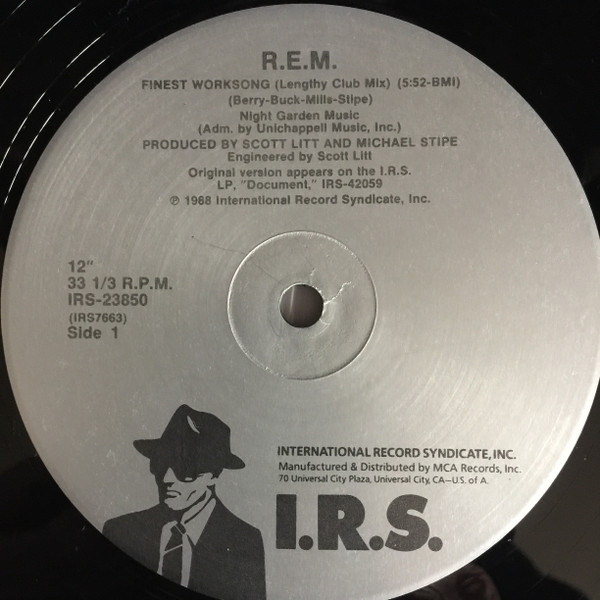 R.E.M.
FINEST WORKSONG (Lengthy Club Mix) (5:52-BMI)
(Berry-Buck-Mills-Stipe)
Night Garden Music
(Adm. by Unichappell Music, Inc.)
PRODUCED BY SCOTT LITT AND MICHAEL STIPE
Engineered by Scott Litt
Original version appears on the I.R.S.
LP, "Document," IRS-42059
℗ 1988 International Record Syndicate, Inc.
12"
33 1/3 R.P.M.
IRS-23850
(IRS7663)
Side 1
INTERNATIONAL RECORD SYNDICATE, INC.
Manufactured & Distributed by MCA Records, Inc.
70 Universal City Plaza, Universal City, CA–U.S. of A.
I.R.S.